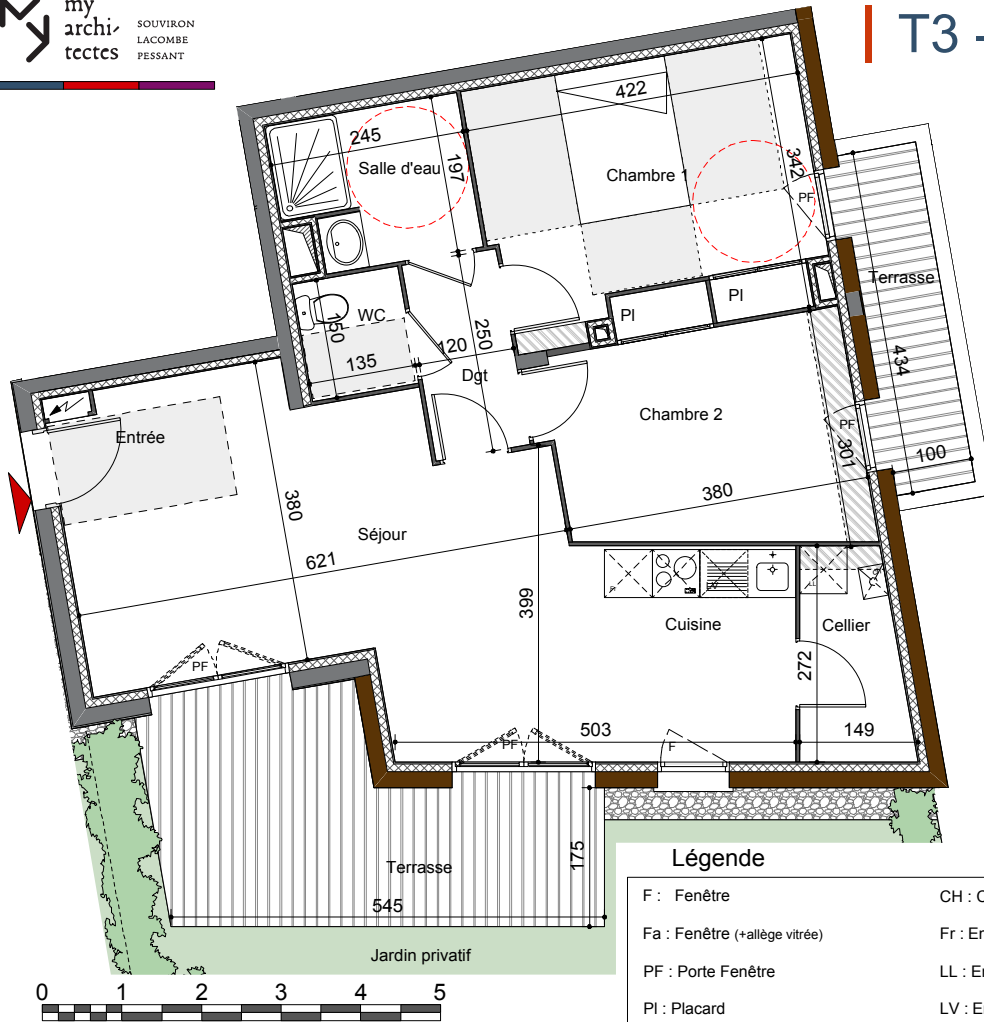 my
archi-
tectes
SOUVIRON
LACOMBE
PESSANT
T3 -
245
422
Salle d'eau
197
Chambre 1
342
PF
Terrasse
Pl
Pl
WC
150
135
120
250
Dgt
434
Entrée
Chambre 2
PF
301
100
380
380
Séjour
621
399
Cuisine
Cellier
272
PF
PF
F
503
149
Terrasse
175
545
Jardin privatif
0 1 2 3 4 5
Légende
F : Fenêtre
Fa : Fenêtre (+allège vitrée)
PF : Porte Fenêtre
Pl : Placard
CH :
Fr :
LL :
LV :